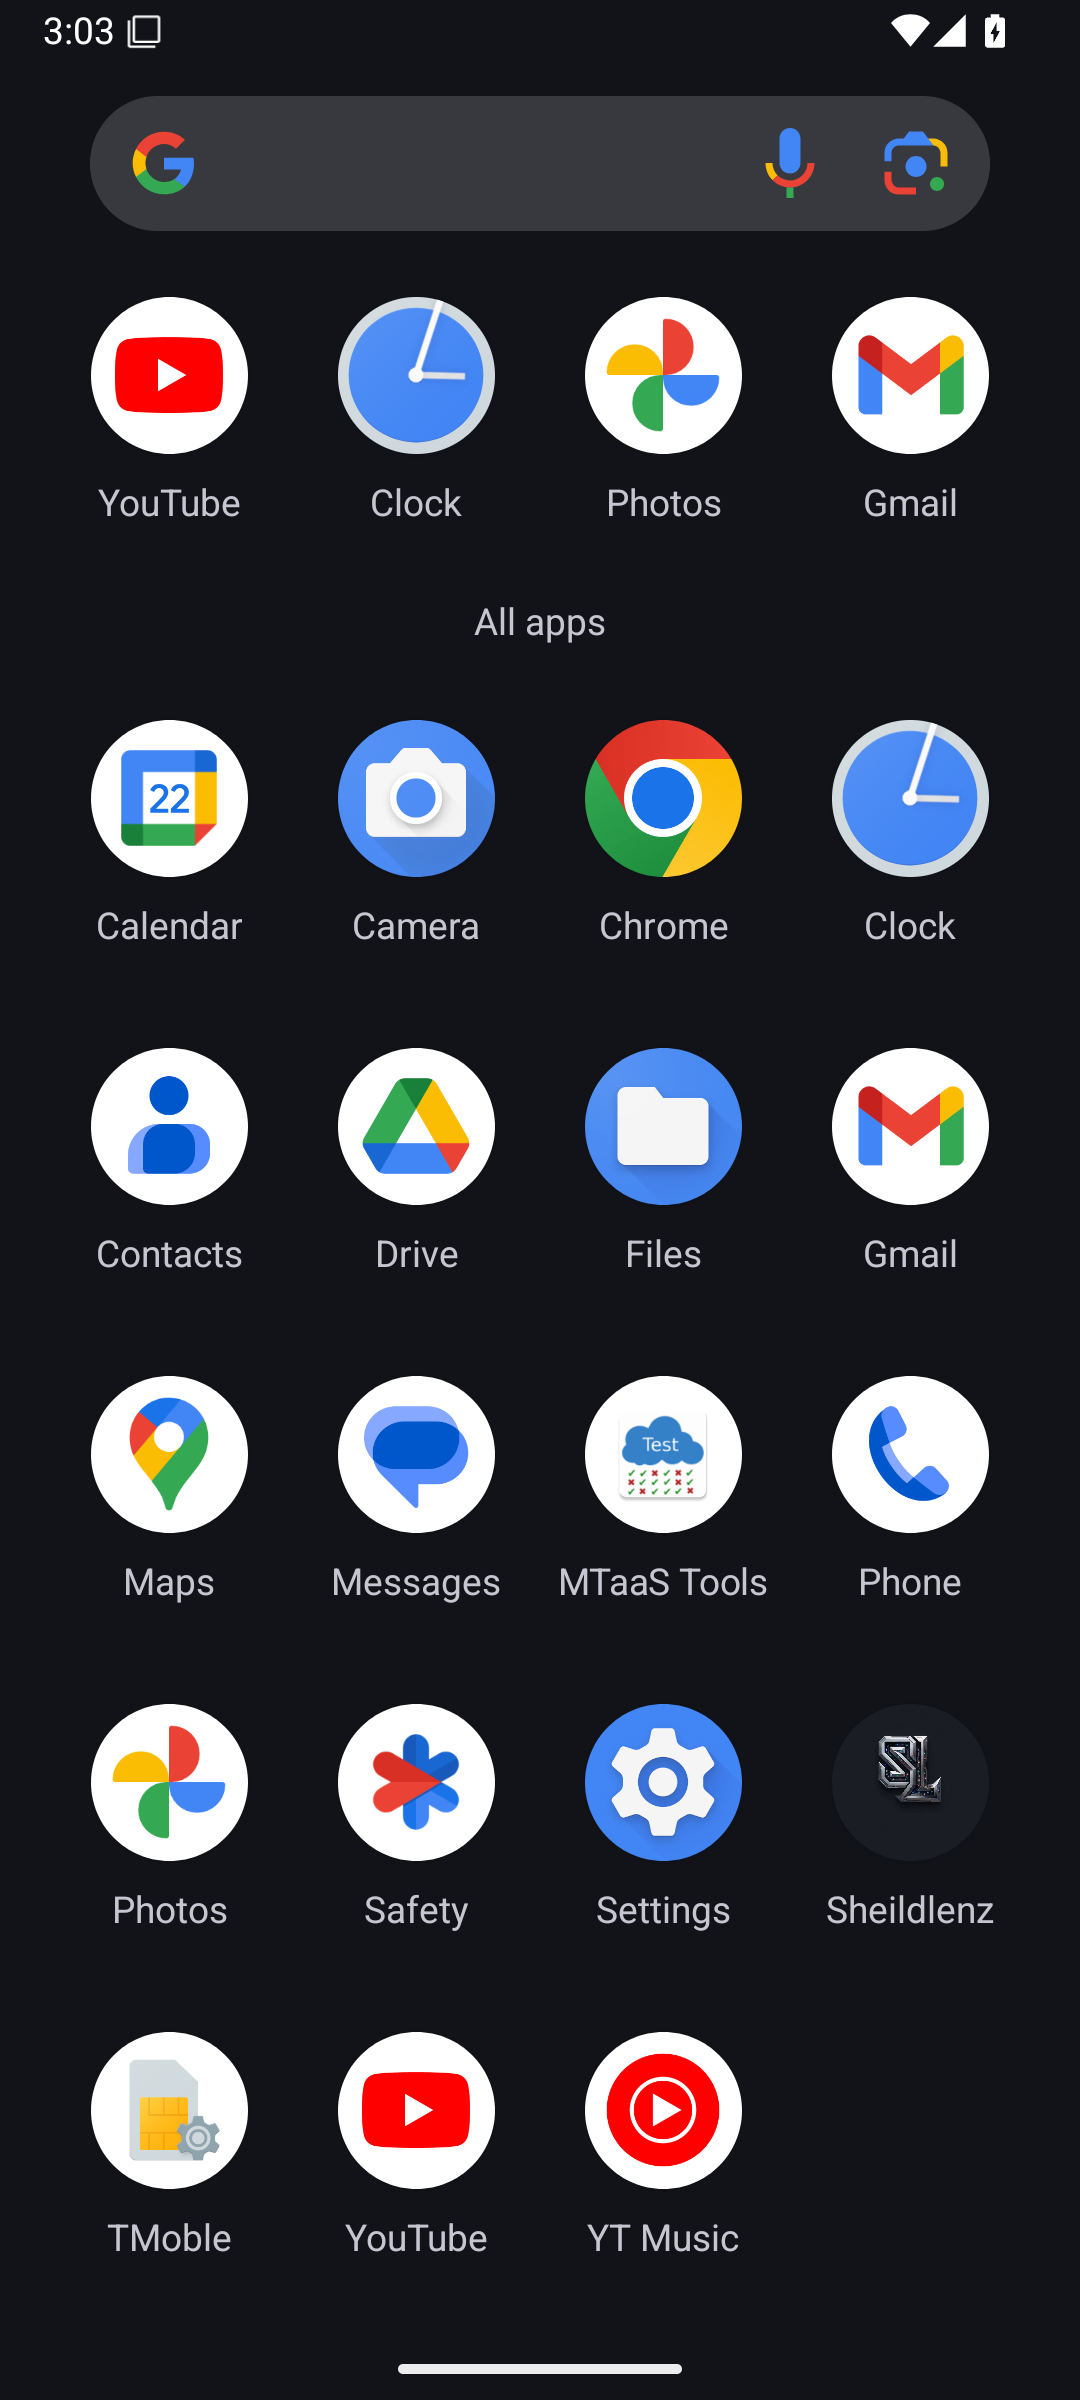 3:03
YouTube Clock Photos Gmail
All apps
22
Calendar Camera Chrome Clock
Contacts Drive Files Gmail
Test
Maps Messages MTaaS Tools Phone
SL
Photos Safety Settings Sheildlenz
TMoble YouTube YT Music